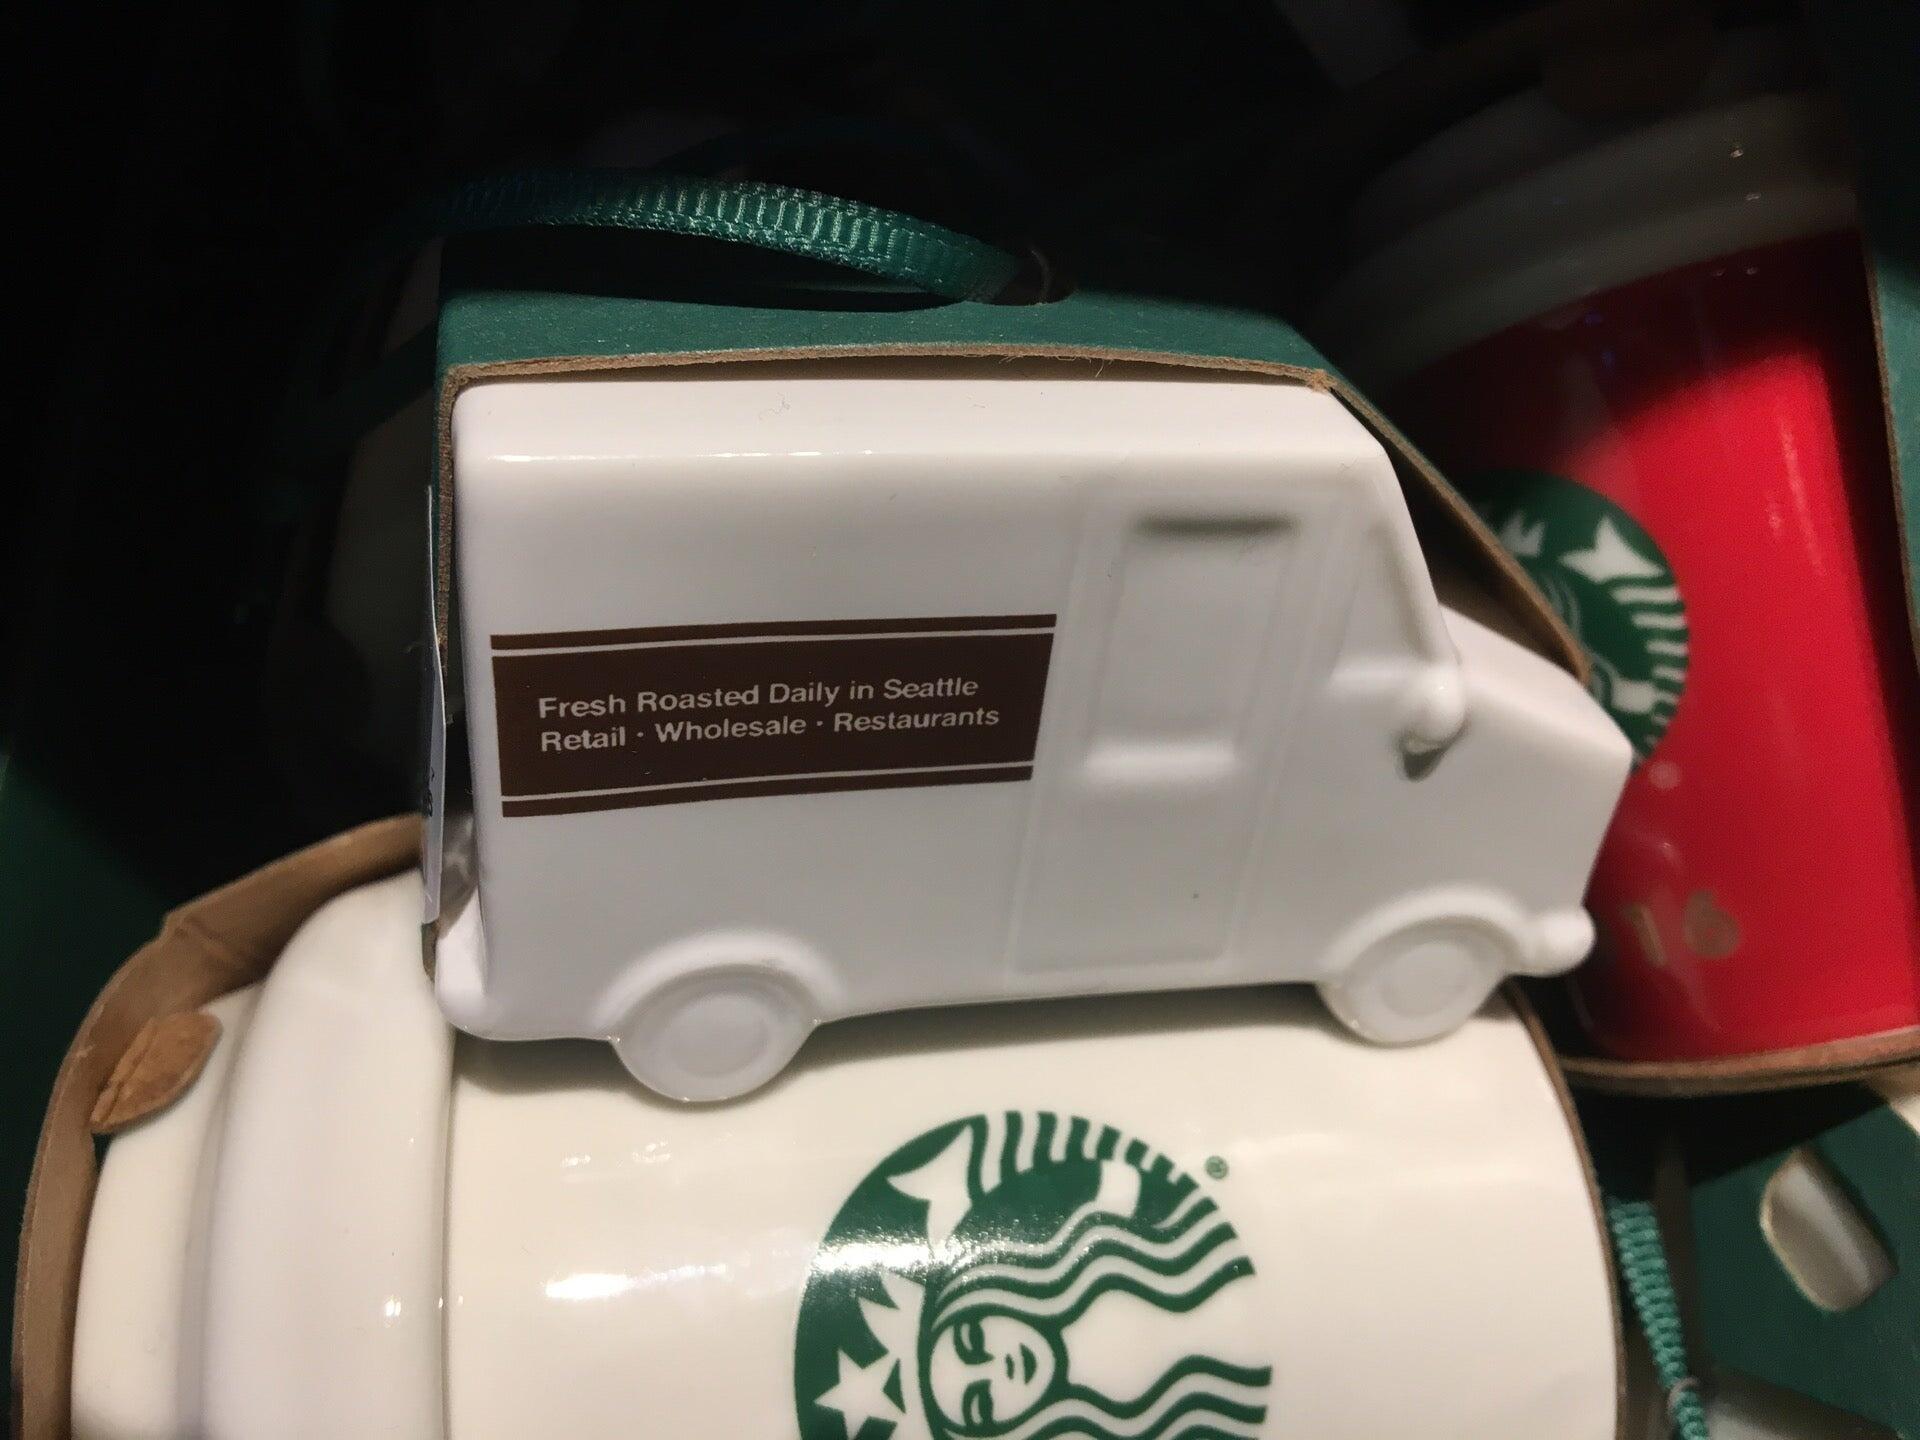 Fresh Roasted Daily in Seattle
Retail · Wholesale · Restaurants
®
16